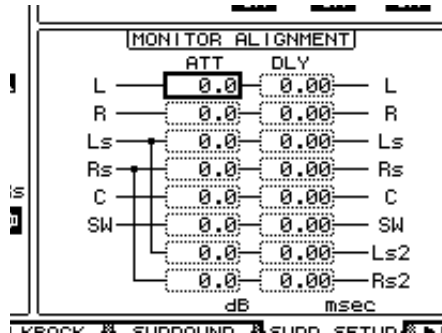 MONITOR ALIGNMENT
ATT DLY
L 0.0 0.00 L
R 0.0 0.00 R
Ls 0.0 0.00 Ls
Rs 0.0 0.00 Rs
C 0.0 0.00 C
SW 0.0 0.00 SW
0.0 0.00 Ls2
0.0 0.00 Rs2
dB msec
SURROUND SURR SETUP